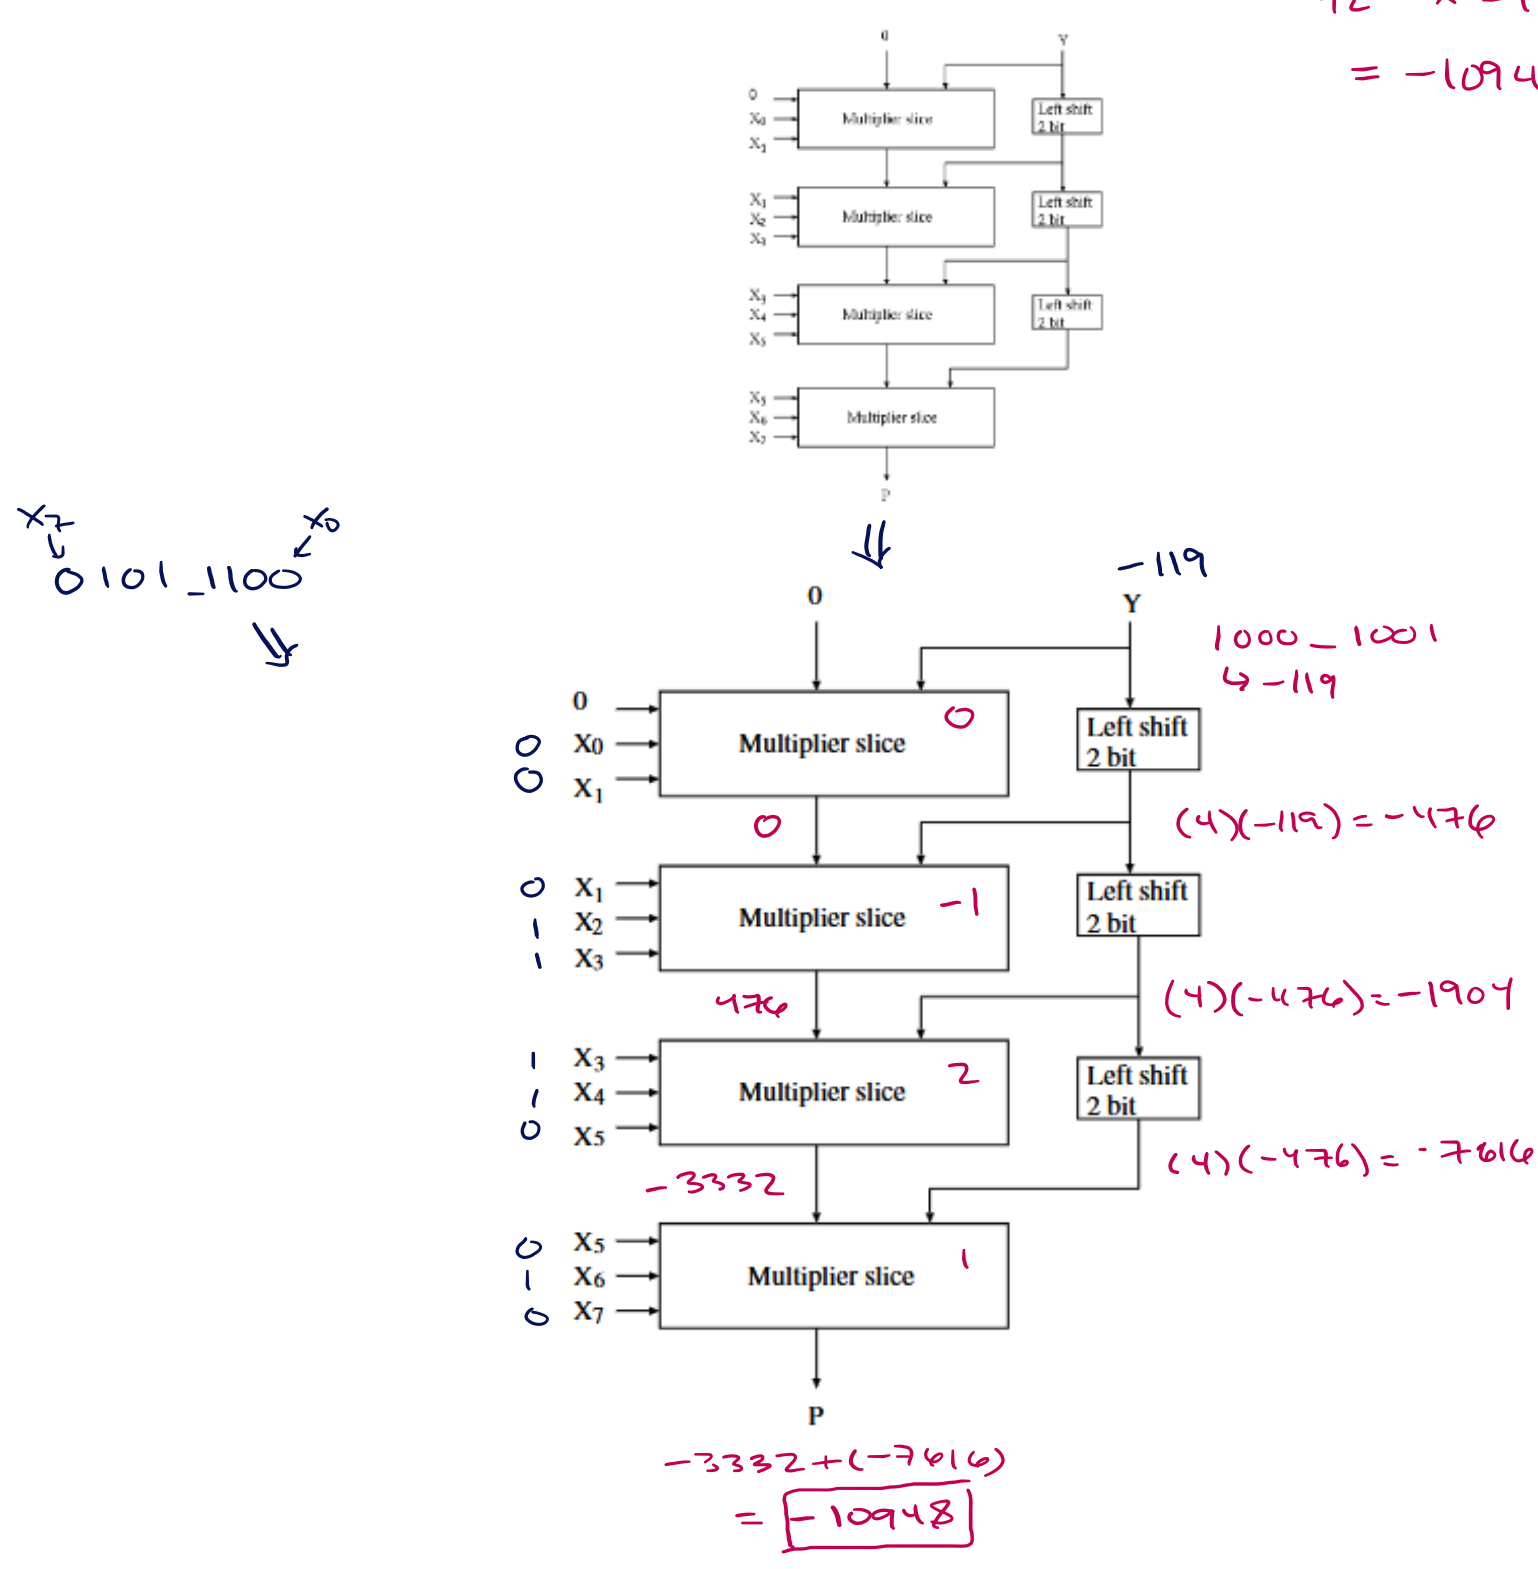 = -1094
0 Y
0
X0 Multiplier slice Left shift
X1 2 bit
X1
X2 Multiplier slice Left shift
X3 2 bit
X3
X4 Multiplier slice Left shift
X5 2 bit
X5
X6 Multiplier slice
X7
P
X7 X0
0101_1100
-119
0 Y
1000_1001
↳ -119
0 0
0 X0 Multiplier slice Left shift
0 X1 2 bit
0 (4)(-119) = -476
0 X1 -1
1 X2 Multiplier slice Left shift
1 X3 2 bit
476 (4)(-476) = -1904
1 X3 2
1 X4 Multiplier slice Left shift
0 X5 2 bit
-3332 (4)(-476) = -7616
0 X5 1
1 X6 Multiplier slice
0 X7
P
-3332+(-7616)
= -10948